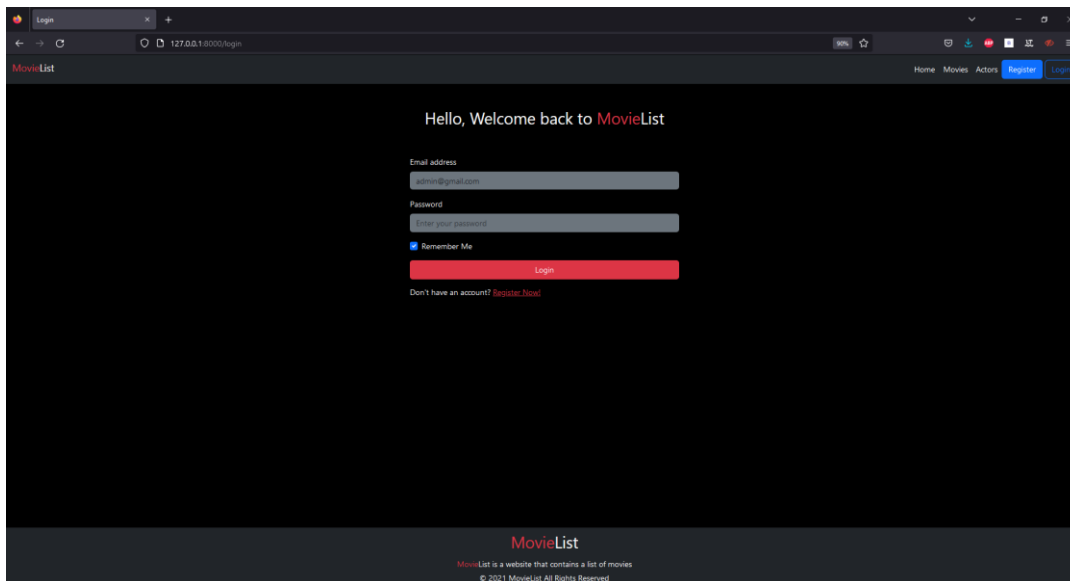 Login
127.0.0.1:8000/login
90%
MovieList
Home Movies Actors Register Login
Hello, Welcome back to MovieList
Email address
admin@gmail.com
Password
Enter your password
Remember Me
Login
Don't have an account? Register Now!
MovieList
MovieList is a website that contains a list of movies
© 2021 MovieList All Rights Reserved